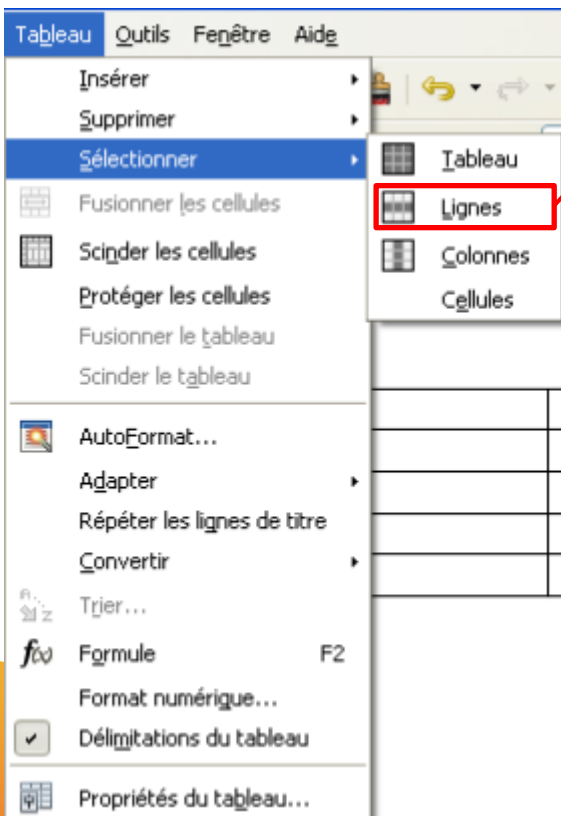 Tableau Outils Fenêtre Aide
Insérer
Supprimer
Sélectionner
Tableau
Fusionner les cellules
Lignes
Scinder les cellules
Colonnes
Protéger les cellules
Cellules
Fusionner le tableau
Scinder le tableau
AutoFormat...
Adapter
Répéter les lignes de titre
Convertir
A
Z
Trier...
f(x) Formule F2
Format numérique...
Délimitations du tableau
Propriétés du tableau...